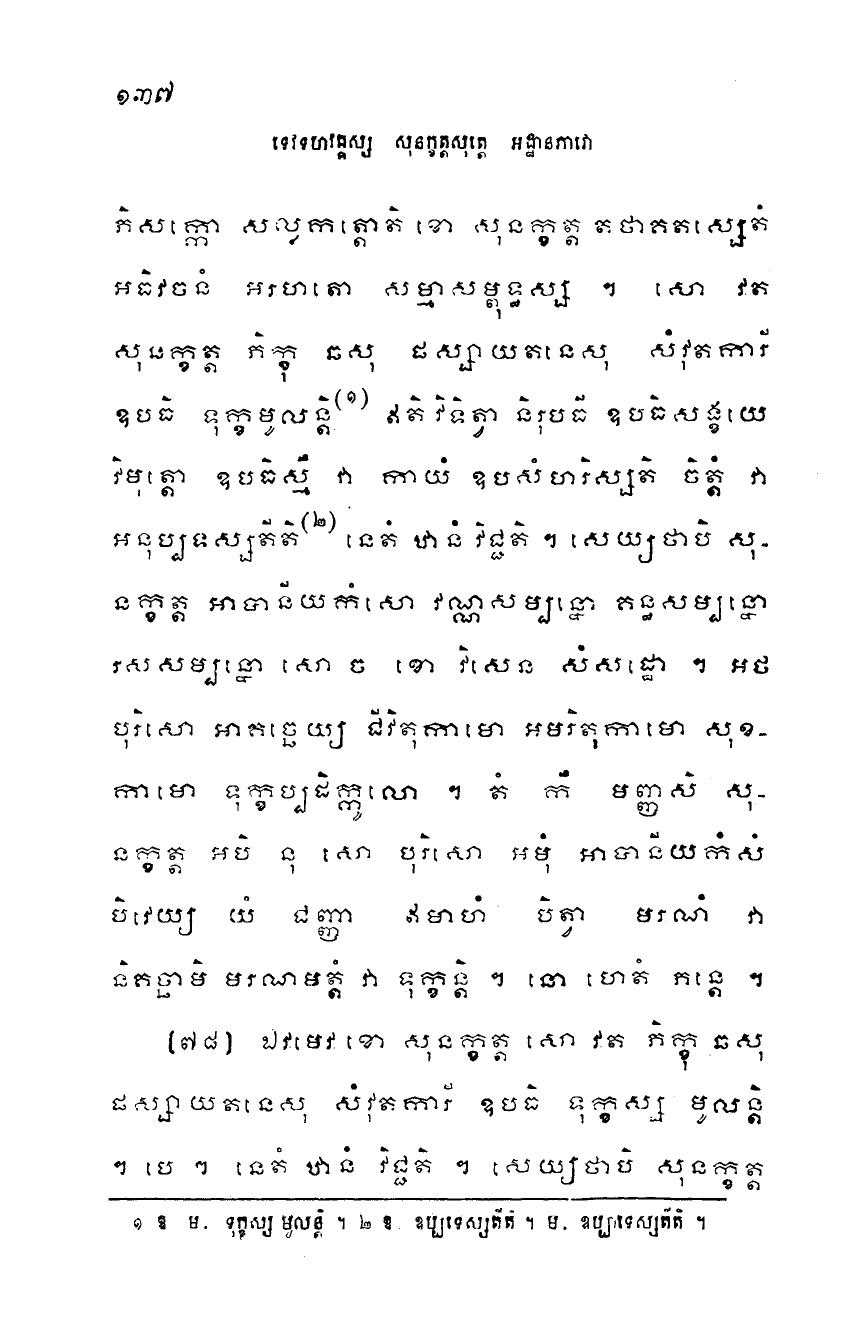 ១៣៧
ទេវទហវគ្គស្ស សុនក្ខត្តសុត្តេ អដ្ឋានភាវោ
ភិសក្កោ សល្លកត្តោតិ ខោ សុនក្ខត្ត តថាគតស្សេតំ
អធិវចនំ អរហតោ សម្មាសម្ពុទ្ធស្ស ។ សោ វត
សុនក្ខត្ត ភិក្ខុ ឆសុ ផស្សាយតនេសុ សំវុតការី
ឧបធិ ទុក្ខមូលន្តិ(១) ឥតិ វិទិត្វា និរុបធី ឧបធិសង្ខយេ
វិមុត្តោ ឧបធិស្មឹ វា កាយំ ឧបសំហរិស្សតិ ចិត្តំ វា
អនុប្បទស្សតីតិ(២) នេតំ ឋានំ វិជ្ជតិ ។ សេយ្យថាបិ សុ-
នក្ខត្ត អាបានីយកំសោ វណ្ណសម្បន្នោ គន្ធសម្បន្នោ
រសសម្បន្នោ សោ ច ខោ វិសេន សំសដ្ឋោ ។ អថ
បុរិសោ អាគច្ឆេយ្យ ជីវិតុកាមោ អមរិតុកាមោ សុខ-
កាមោ ទុក្ខប្បដិក្កូលោ ។ តំ កឹ មញ្ញសិ សុ-
នក្ខត្ត អបិ នុ សោ បុរិសោ អមុំ អាបានីយកំសំ
បិវេយ្យ យំ ជញ្ញា ឥមាហំ បិត្វា មរណំ វា
និគច្ឆាមិ មរណមត្តំ វា ទុក្ខន្តិ ។ នោ ហេតំ ភន្តេ ។
(៧៨) ឯវមេវ ខោ សុនក្ខត្ត សោ វត ភិក្ខុ ឆសុ
ផស្សាយតនេសុ សំវុតការី ឧបធិ ទុក្ខស្ស មូលន្តិ
។ បេ ។ នេតំ ឋានំ វិជ្ជតិ ។ សេយ្យថាបិ សុនក្ខត្ត
១ ឱ ម. ទុក្ខស្ស មូលន្តិ ។ ២ ឱ. ឧប្បទេស្សតីតិ ។ ម. ឧប្បាទេស្សតីតិ ។